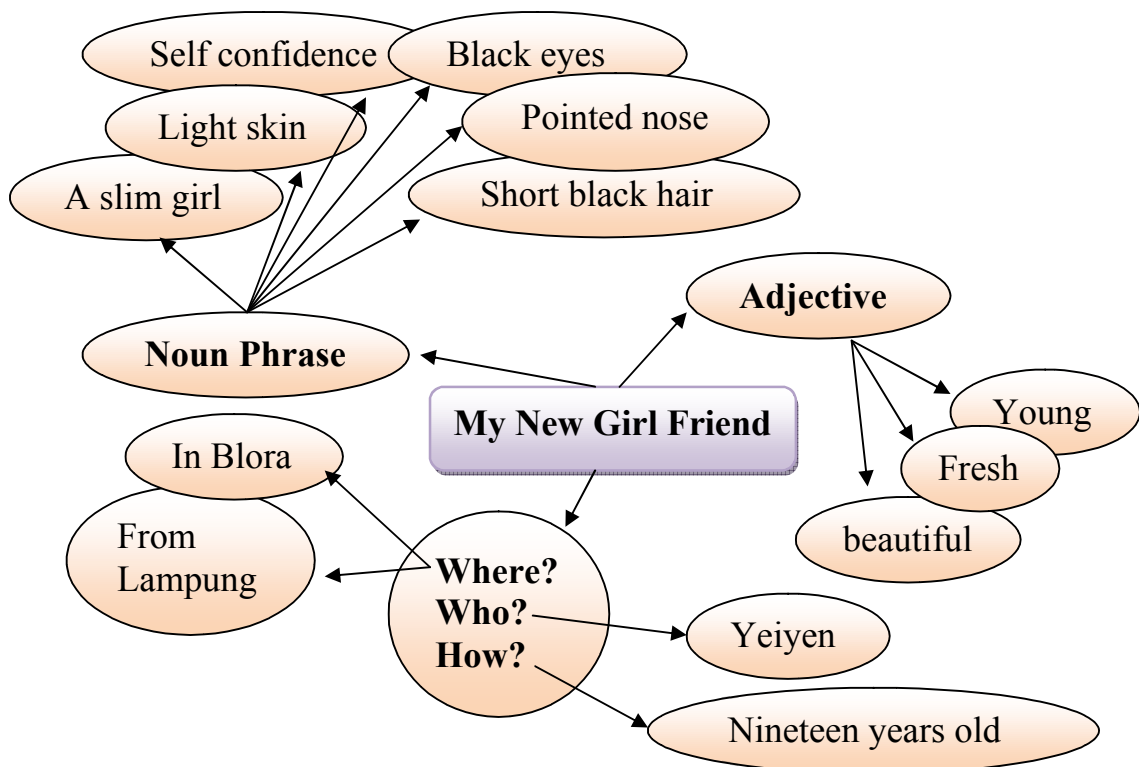 Self confidence
Black eyes
Light skin
Pointed nose
A slim girl
Short black hair
Adjective
Noun Phrase
My New Girl Friend
Young
In Blora
Fresh
From
Lampung
beautiful
Where?
Who?
How?
Yeiyen
Nineteen years old